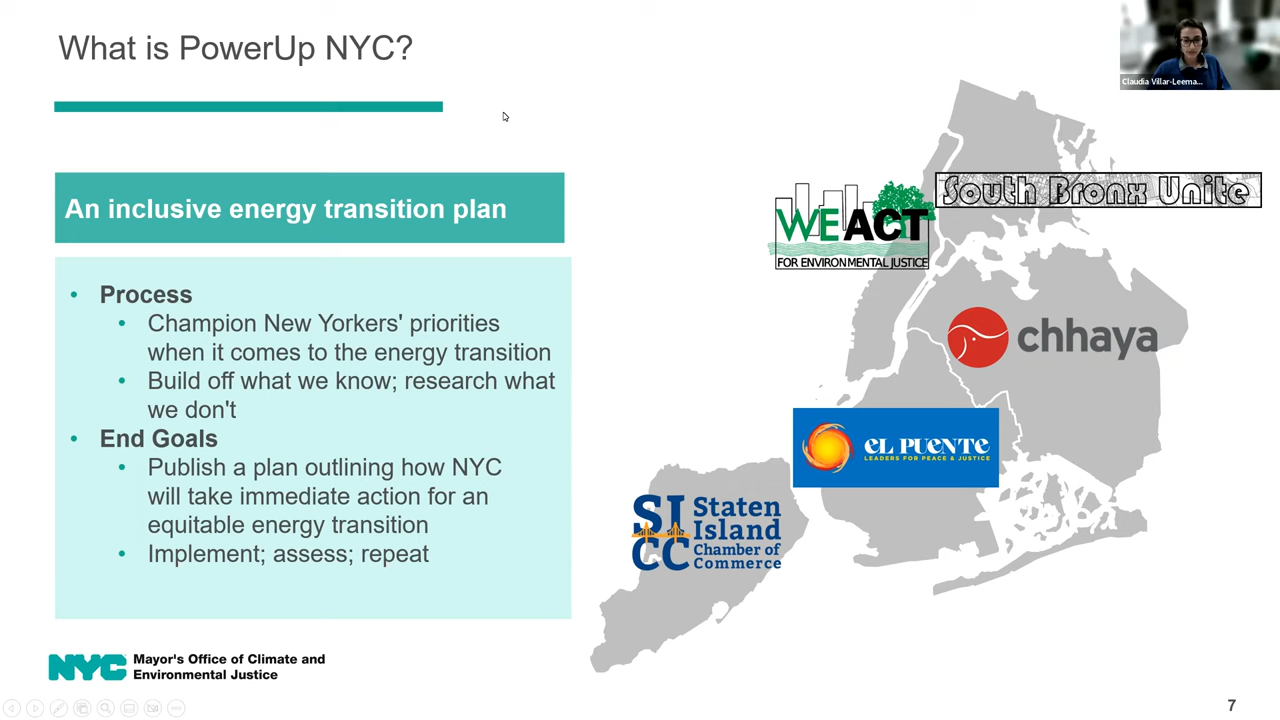 What is PowerUp NYC?
Claudia Villar-Leema...
An inclusive energy transition plan
• Process
• Champion New Yorkers' priorities
when it comes to the energy transition
• Build off what we know; research what
we don't
• End Goals
• Publish a plan outlining how NYC
will take immediate action for an
equitable energy transition
• Implement; assess; repeat
South Bronx Unite
WE ACT
FOR ENVIRONMENTAL JUSTICE
chhaya
EL PUENTE
LEADERS FOR PEACE & JUSTICE
SI
CC
Staten
Island
Chamber of
Commerce
NYC
Mayor's Office of Climate and
Environmental Justice
7